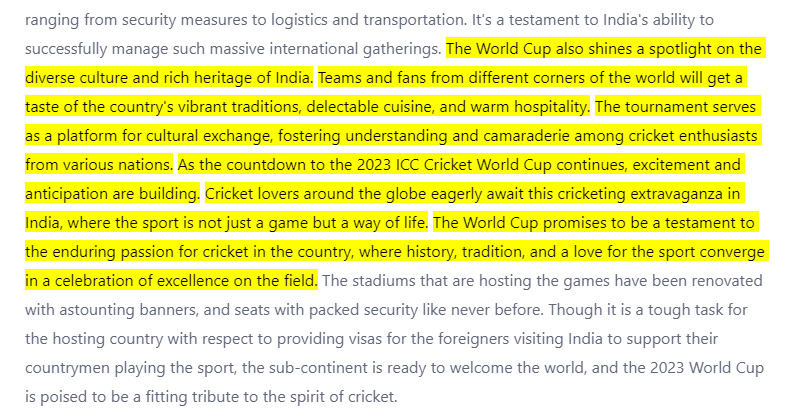 ranging from security measures to logistics and transportation. It's a testament to India's ability to
successfully manage such massive international gatherings. The World Cup also shines a spotlight on the
diverse culture and rich heritage of India. Teams and fans from different corners of the world will get a
taste of the country's vibrant traditions, delectable cuisine, and warm hospitality. The tournament serves
as a platform for cultural exchange, fostering understanding and camaraderie among cricket enthusiasts
from various nations. As the countdown to the 2023 ICC Cricket World Cup continues, excitement and
anticipation are building. Cricket lovers around the globe eagerly await this cricketing extravaganza in
India, where the sport is not just a game but a way of life. The World Cup promises to be a testament to
the enduring passion for cricket in the country, where history, tradition, and a love for the sport converge
in a celebration of excellence on the field. The stadiums that are hosting the games have been renovated
with astounding banners, and seats with packed security like never before. Though it is a tough task for
the hosting country with respect to providing visas for the foreigners visiting India to support their
countrymen playing the sport, the sub-continent is ready to welcome the world, and the 2023 World Cup
is poised to be a fitting tribute to the spirit of cricket.